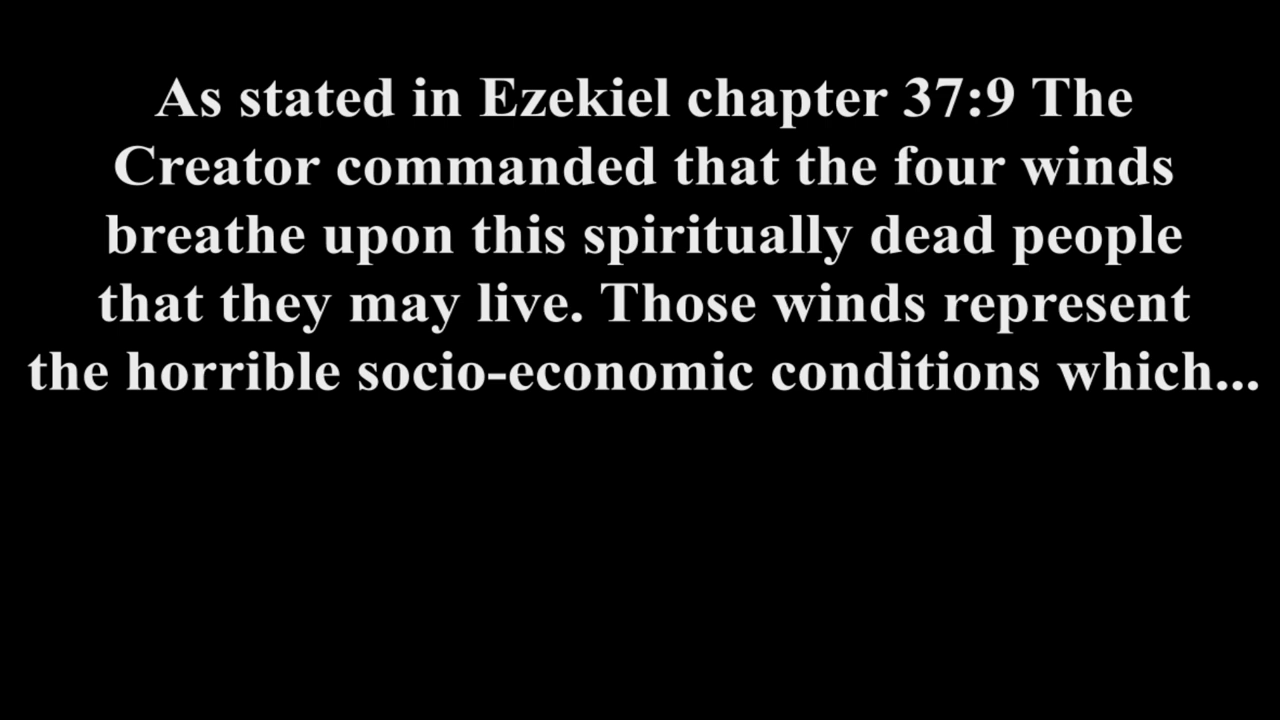 As stated in Ezekiel chapter 37:9 The
Creator commanded that the four winds
breathe upon this spiritually dead people
that they may live. Those winds represent
the horrible socio-economic conditions which...